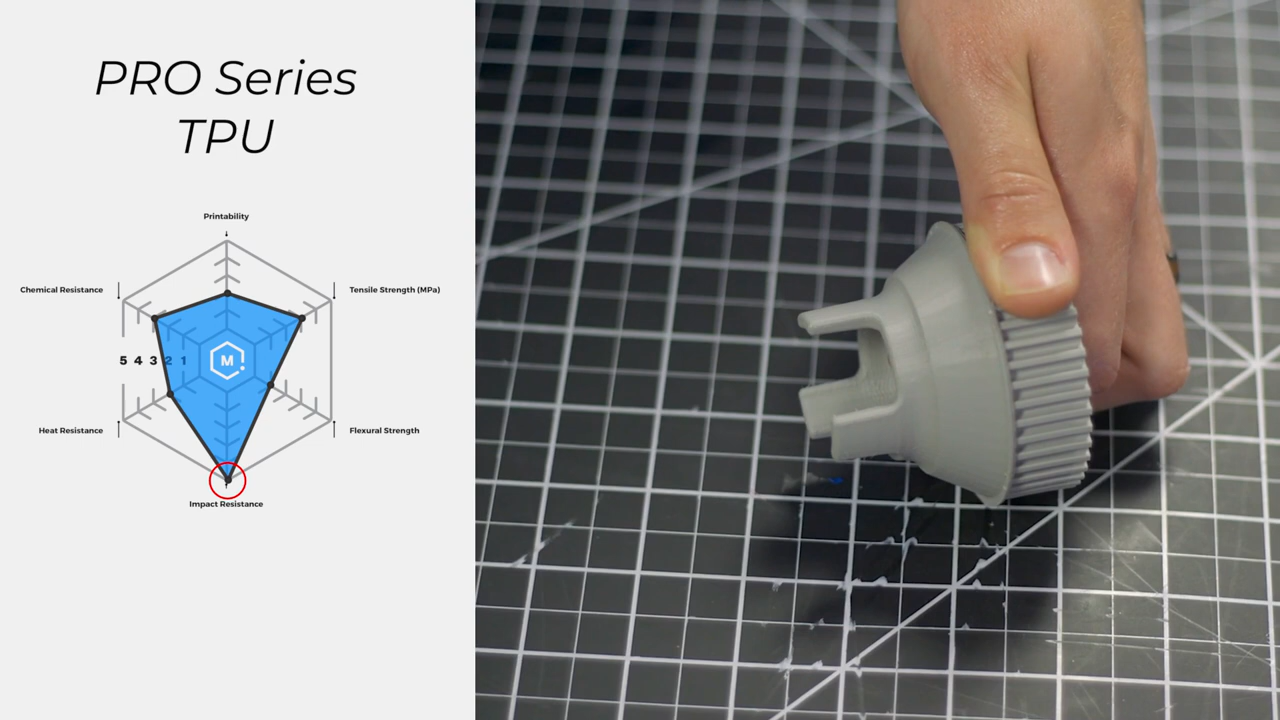 PRO Series
TPU
Printability
Chemical Resistance
Tensile Strength (MPa)
5 4 3 2 1
M
Heat Resistance
Flexural Strength
Impact Resistance